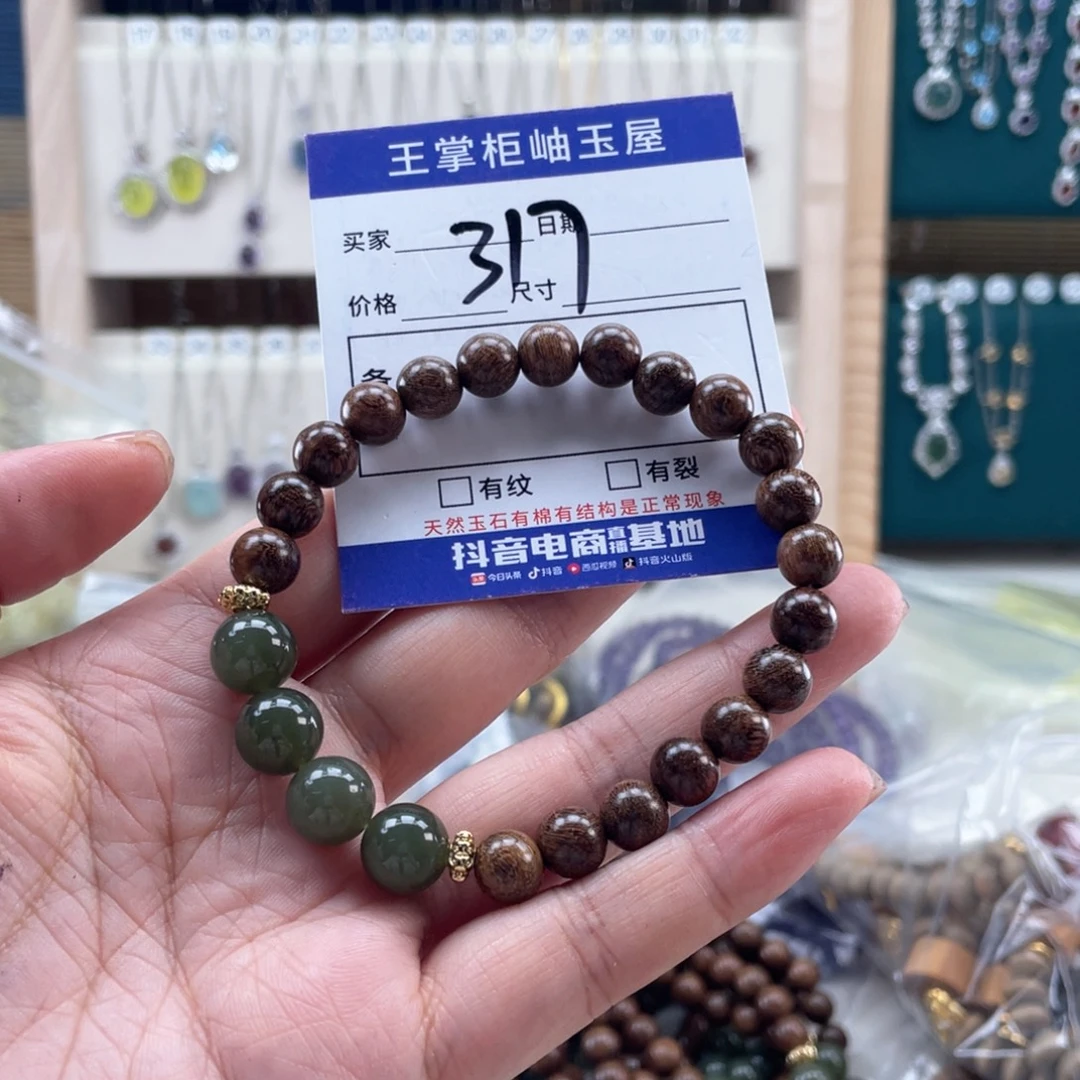 王掌柜岫玉屋
买家 317 日期
价格 尺寸
备
有纹 有裂
天然玉石有棉有结构是正常现象
抖音电商直播基地
今日头条 抖音 西瓜视频 抖音火山版